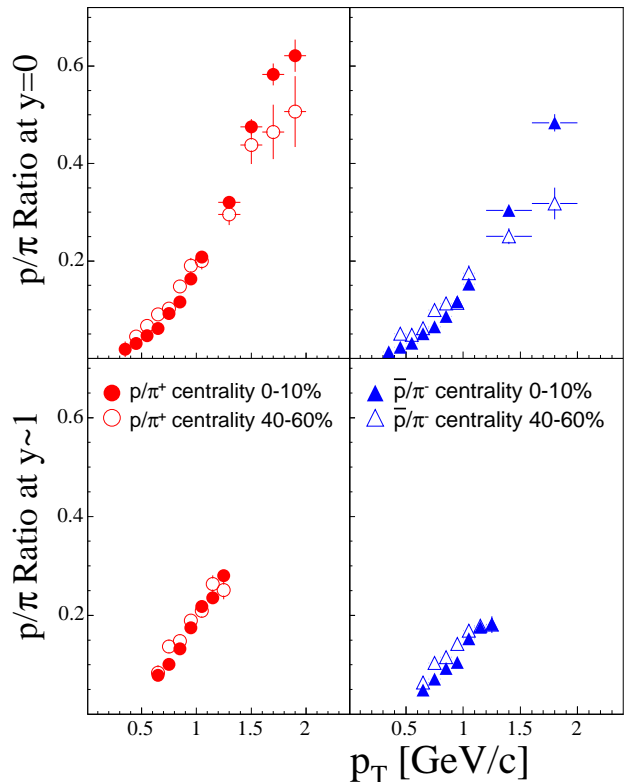 p/π Ratio at y=0
0.6
0.4
0.2
p/π⁺ centrality 0-10%
p/π⁺ centrality 40-60%
p̅/π⁻ centrality 0-10%
p̅/π⁻ centrality 40-60%
p/π Ratio at y~1
0.6
0.4
0.2
0.5 1 1.5 2 0.5 1 1.5 2
p_T [GeV/c]